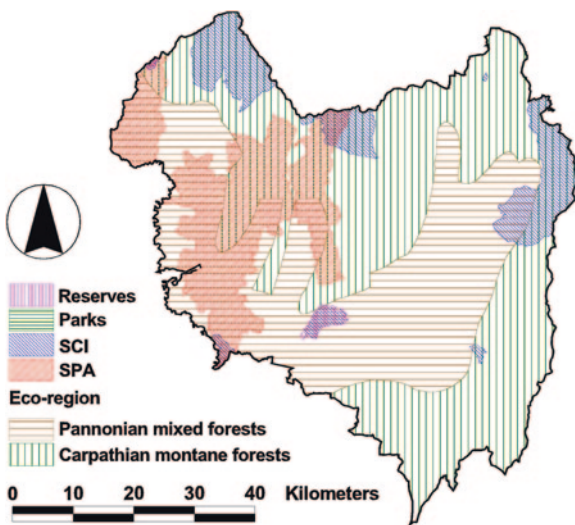 Reserves
Parks
SCI
SPA
Eco-region
Pannonian mixed forests
Carpathian montane forests
0 10 20 30 40 Kilometers